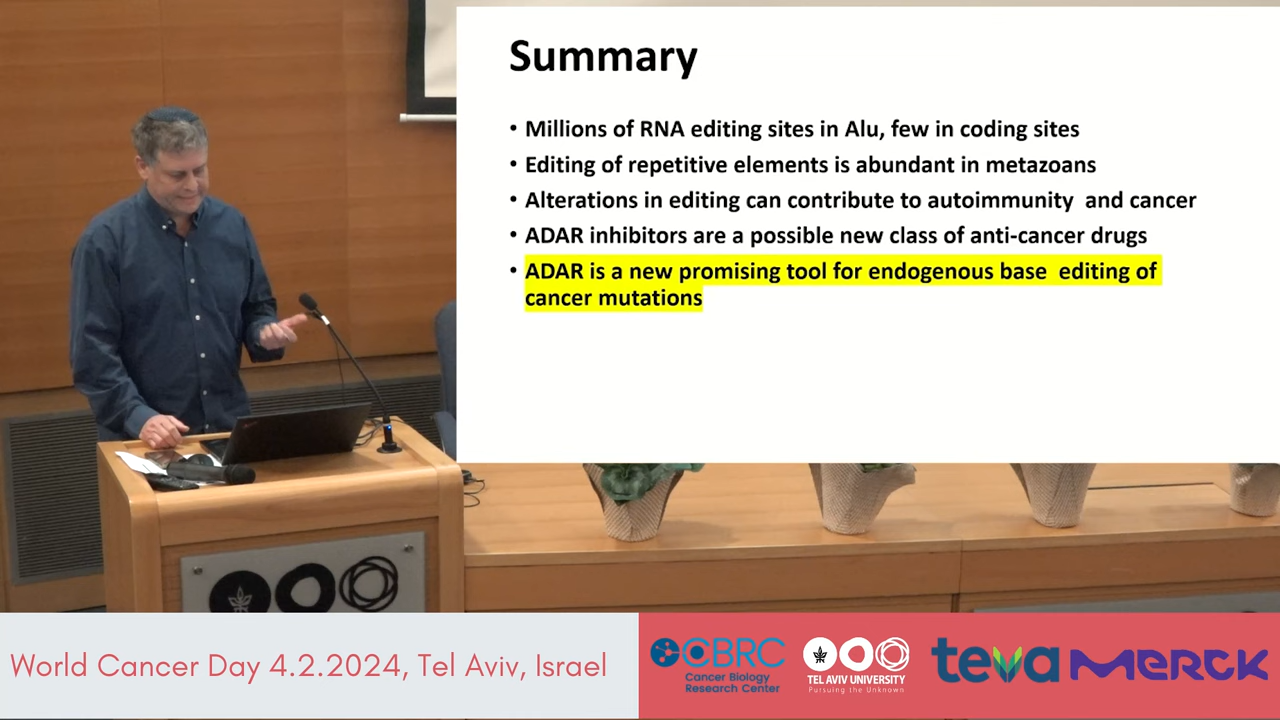 Summary
• Millions of RNA editing sites in Alu, few in coding sites
• Editing of repetitive elements is abundant in metazoans
• Alterations in editing can contribute to autoimmunity  and cancer
• ADAR inhibitors are a possible new class of anti-cancer drugs
• ADAR is a new promising tool for endogenous base  editing of
cancer mutations
World Cancer Day 4.2.2024, Tel Aviv, Israel
CBRC
Cancer Biology
Research Center
TEL AVIV UNIVERSITY
Pursuing the Unknown
teva
MERCK